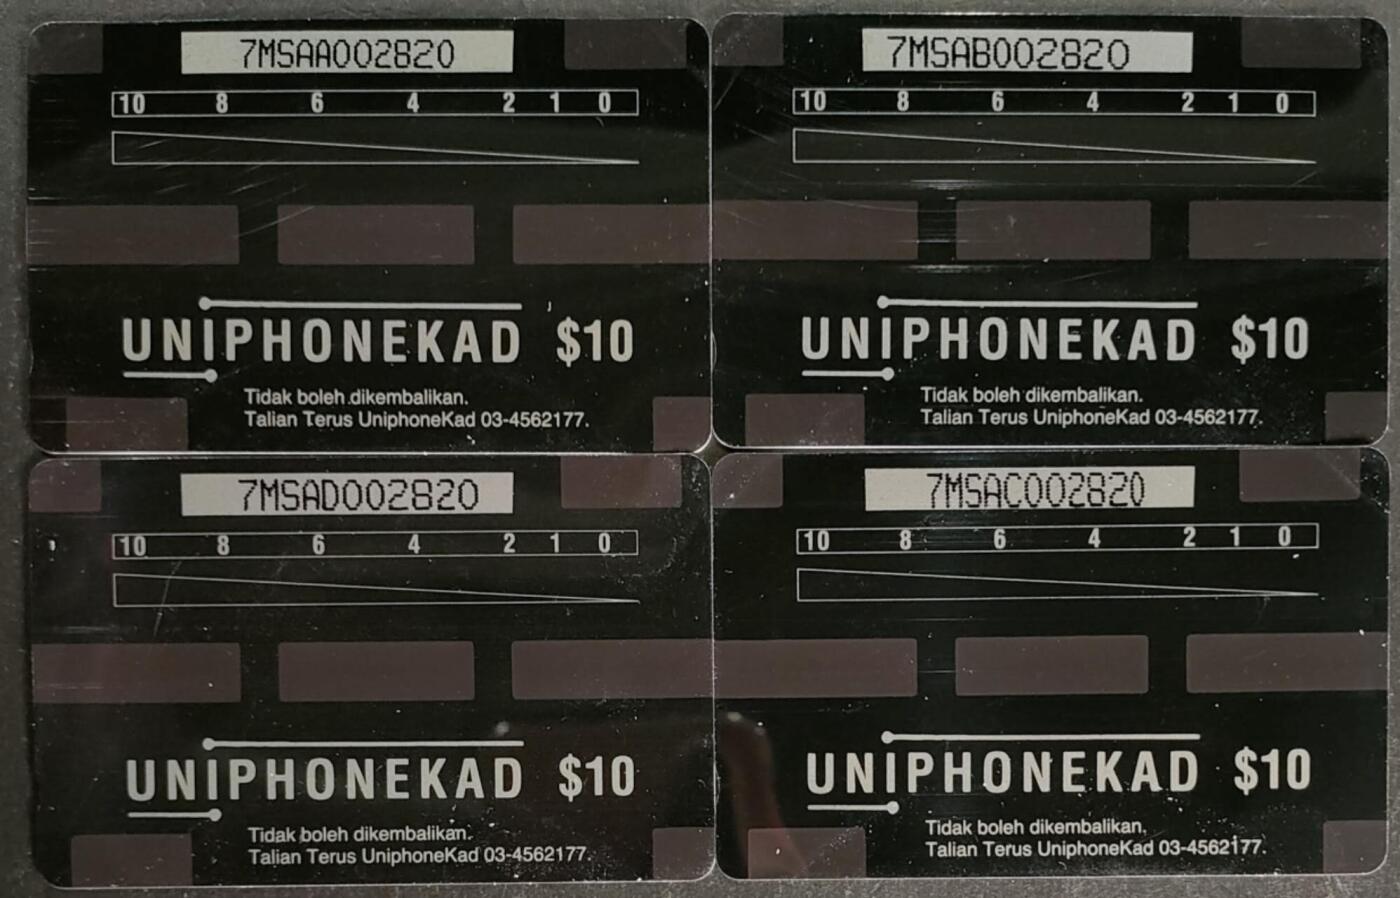 7MSAA002820
10 8 6 4 2 1 0
UNIPHONEKAD $10
Tidak boleh dikembalikan.
Talian Terus UniphoneKad 03-4562177.
7MSAB002820
10 8 6 4 2 1 0
UNIPHONEKAD $10
Tidak boleh dikembalikan.
Talian Terus UniphoneKad 03-4562177.
7MSAD002820
10 8 6 4 2 1 0
UNIPHONEKAD $10
Tidak boleh dikembalikan.
Talian Terus UniphoneKad 03-4562177.
7MSAC002820
10 8 6 4 2 1 0
UNIPHONEKAD $10
Tidak boleh dikembalikan.
Talian Terus UniphoneKad 03-4562177.